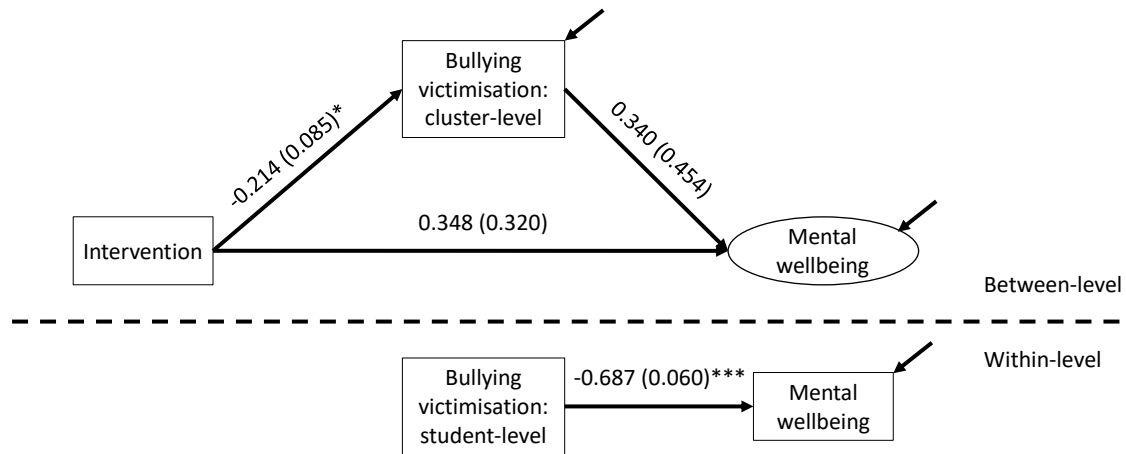 Bullying
victimisation:
cluster-level
-0.214 (0.085)*
0.340 (0.454)
Intervention
0.348 (0.320)
Mental
wellbeing
Between-level
Within-level
Bullying
victimisation:
student-level
-0.687 (0.060)***
Mental
wellbeing